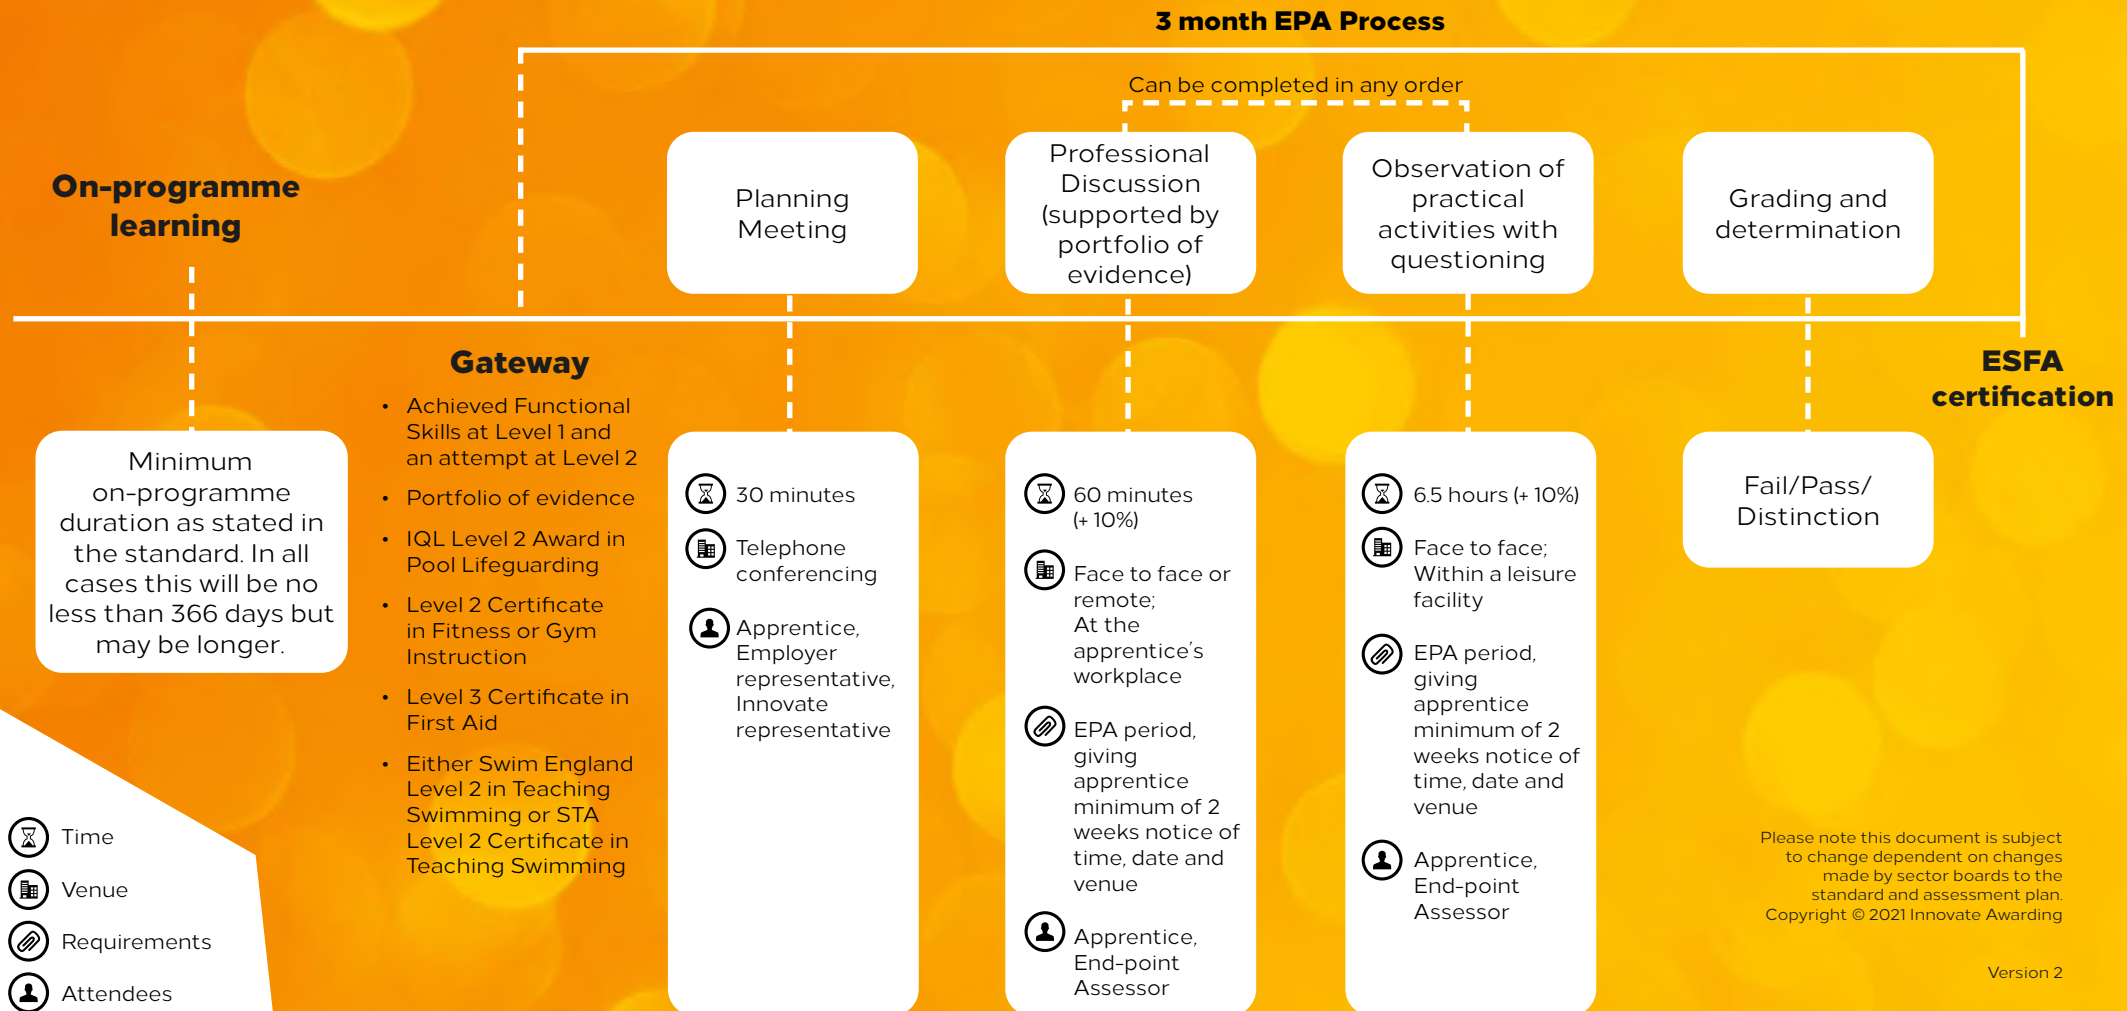 3 month EPA Process
Can be completed in any order
On-programme
learning
Planning
Meeting
Professional
Discussion
(supported by
portfolio of
evidence)
Observation of
practical
activities with
questioning
Grading and
determination
Gateway
• Achieved Functional
Skills at Level 1 and
an attempt at Level 2
• Portfolio of evidence
• IQL Level 2 Award in
Pool Lifeguarding
• Level 2 Certificate
in Fitness or Gym
Instruction
• Level 3 Certificate in
First Aid
• Either Swim England
Level 2 in Teaching
Swimming or STA
Level 2 Certificate in
Teaching Swimming
ESFA
certification
Minimum
on-programme
duration as stated in
the standard. In all
cases this will be no
less than 366 days but
may be longer.
30 minutes
Telephone
conferencing
Apprentice,
Employer
representative,
Innovate
representative
60 minutes
(+ 10%)
Face to face or
remote;
At the
apprentice's
workplace
EPA period,
giving
apprentice
minimum of 2
weeks notice of
time, date and
venue
Apprentice,
End-point
Assessor
6.5 hours (+ 10%)
Face to face;
Within a leisure
facility
EPA period,
giving
apprentice
minimum of 2
weeks notice of
time, date and
venue
Apprentice,
End-point
Assessor
Fail/Pass/
Distinction
Time
Venue
Requirements
Attendees
Please note this document is subject
to change dependent on changes
made by sector boards to the
standard and assessment plan.
Copyright © 2021 Innovate Awarding
Version 2